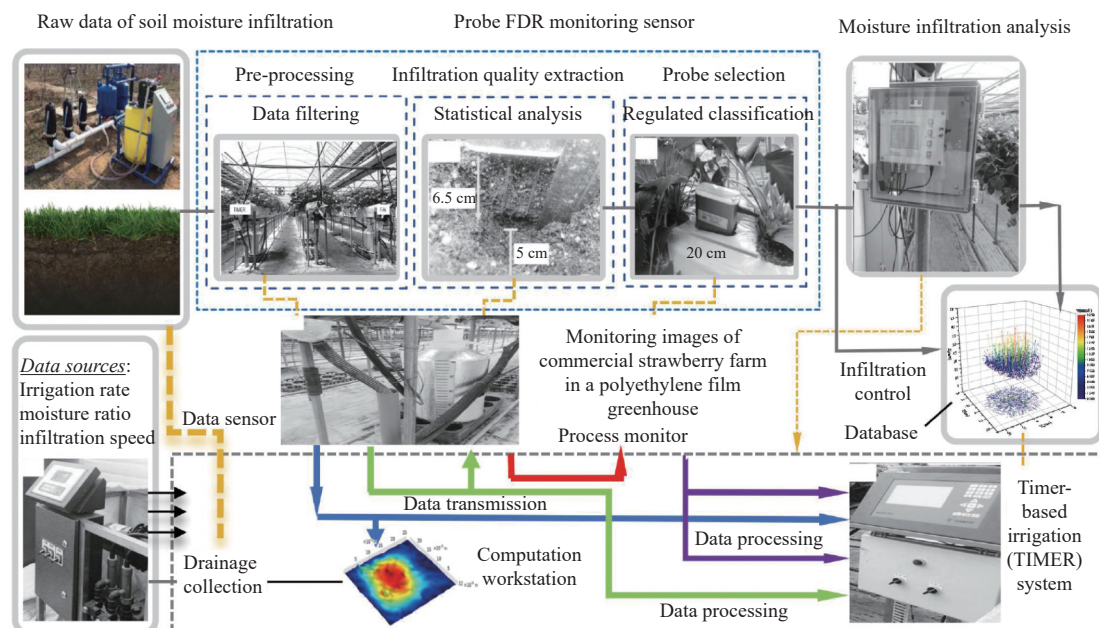 Raw data of soil moisture infiltration
Probe FDR monitoring sensor
Moisture infiltration analysis
Pre-processing
Infiltration quality extraction
Probe selection
Data filtering
Statistical analysis
Regulated classification
TIMER
6.5 cm
5 cm
20 cm
Data sources:
Irrigation rate
moisture ratio
infiltration speed
Data sensor
Monitoring images of
commercial strawberry farm
in a polyethylene film
greenhouse
Process monitor
Infiltration
control
Database
Data transmission
Drainage
collection
Computation
workstation
Data processing
Data processing
Timer-
based
irrigation
(TIMER)
system